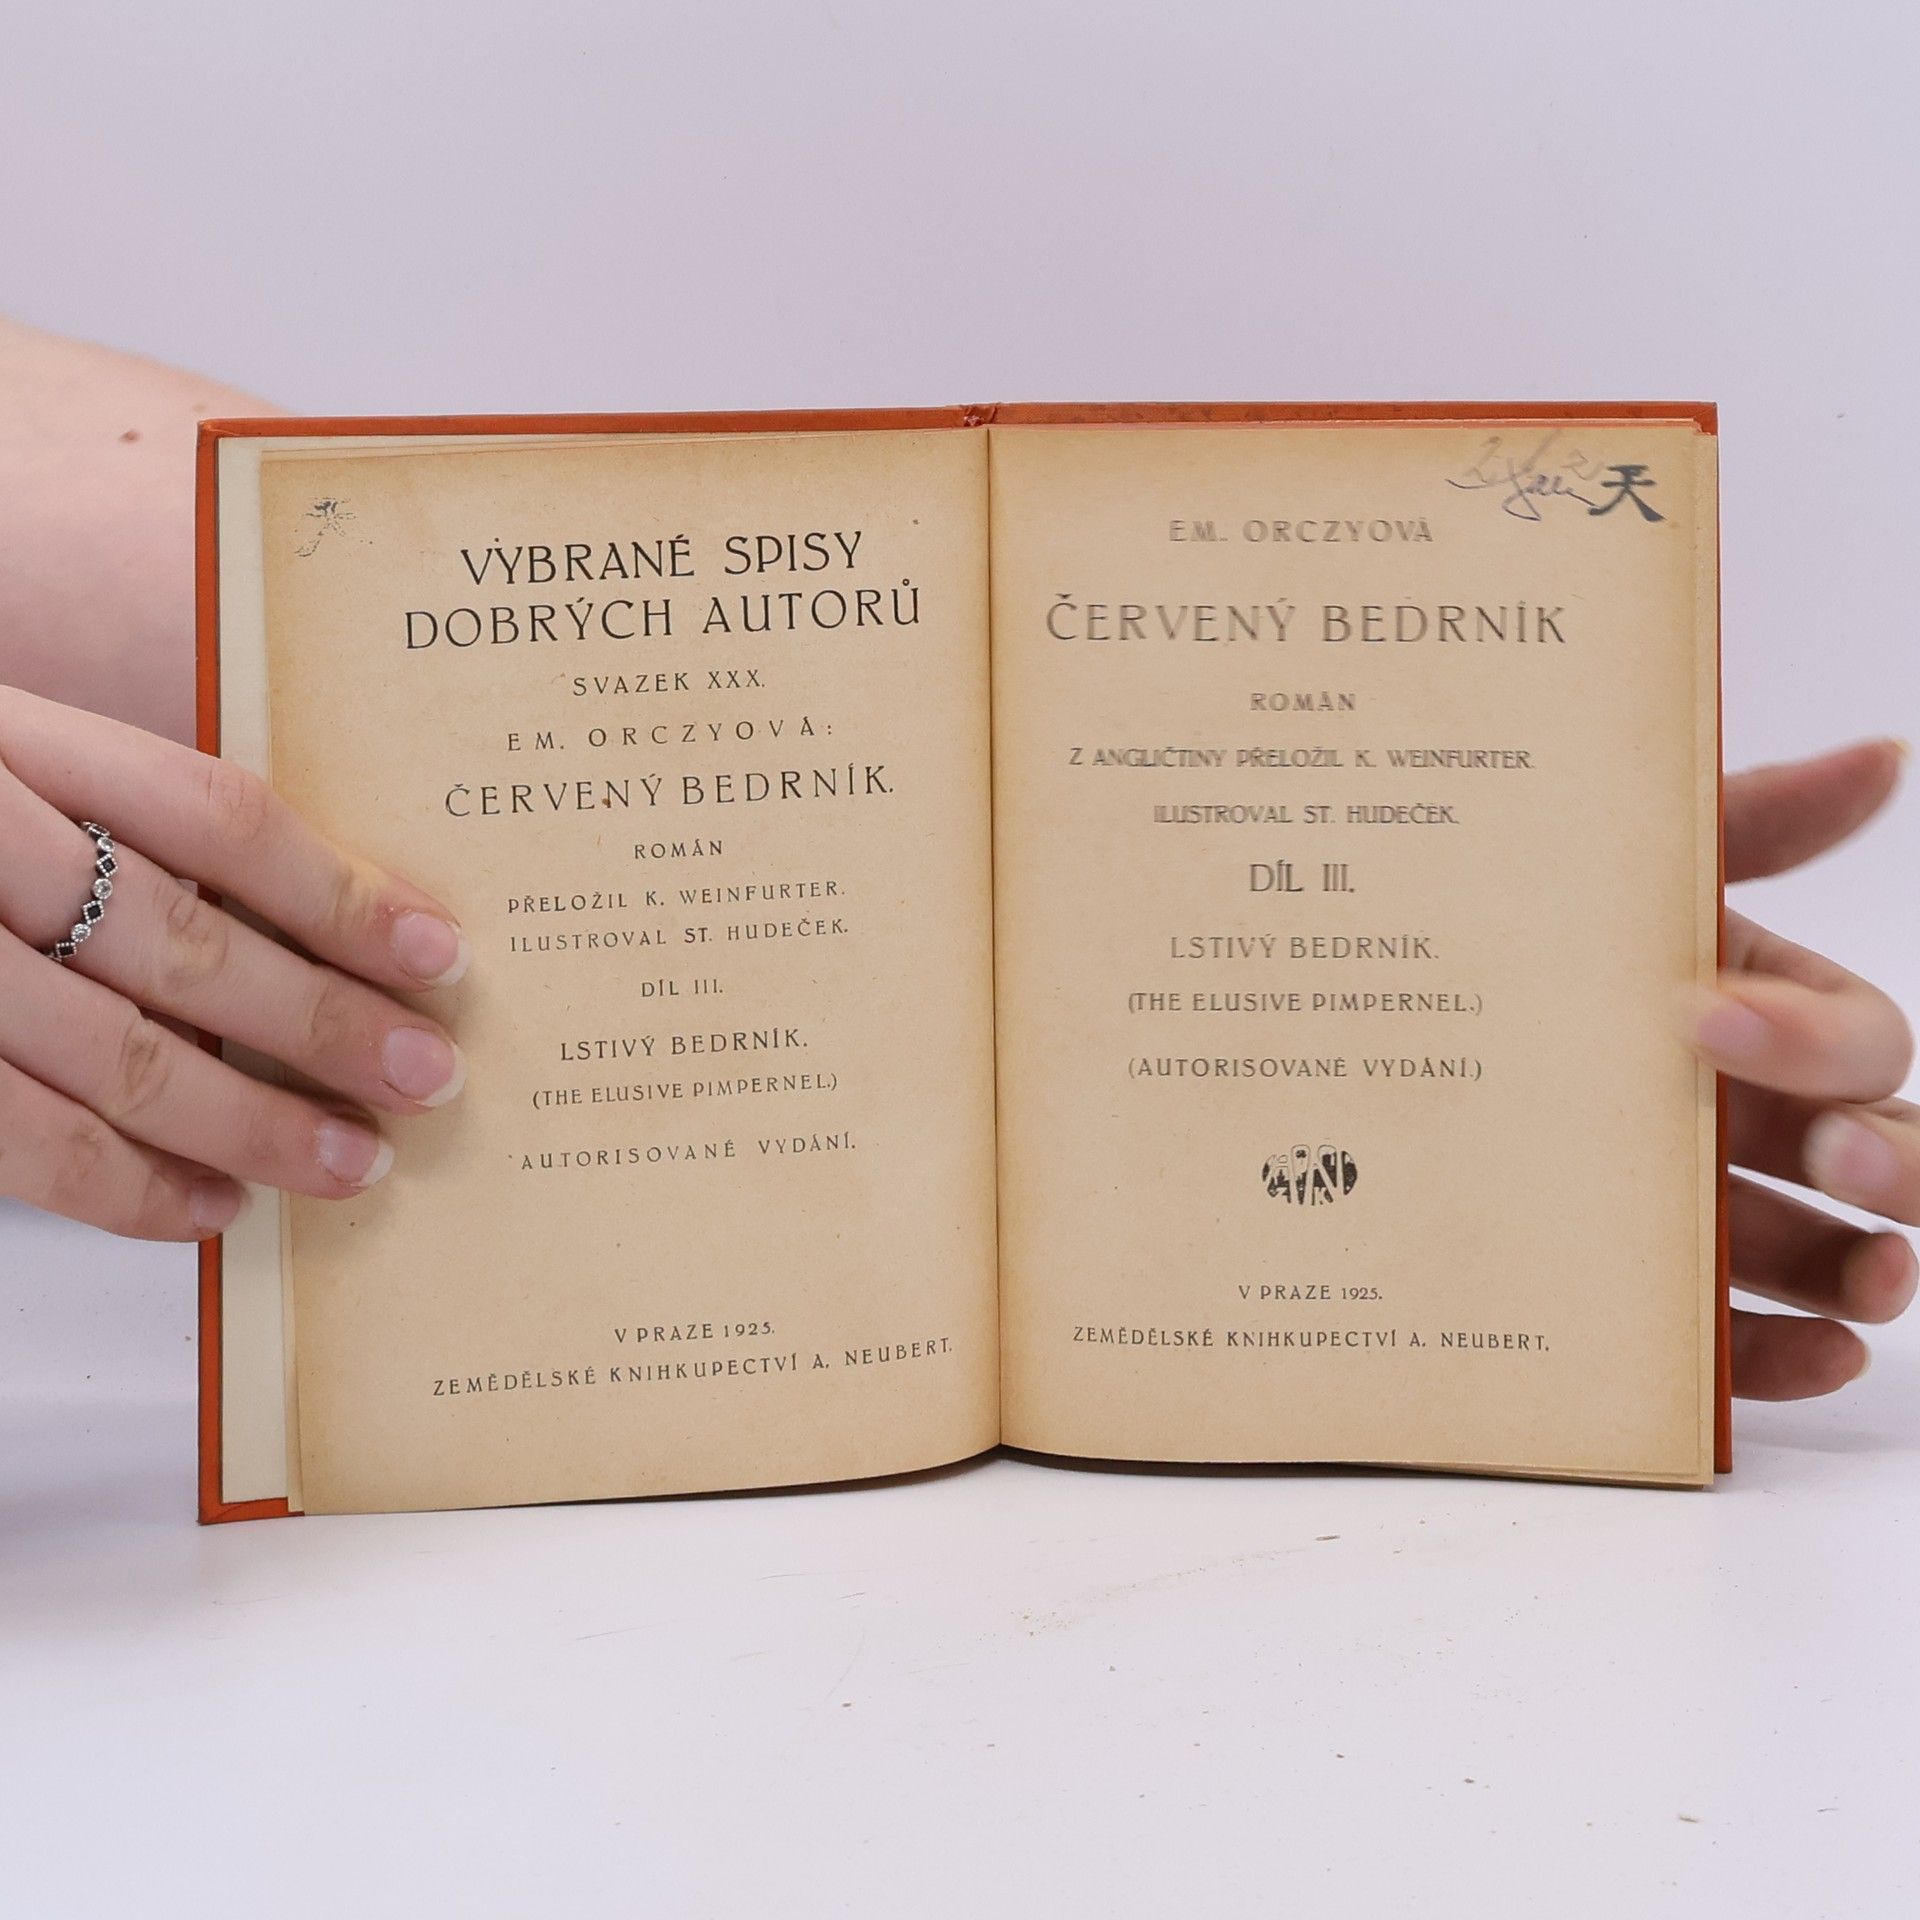 VYBRANÉ SPISY
DOBRÝCH AUTORŮ
SVAZEK XXX.
EM. ORCZYOVÁ:
ČERVENÝ BEDRNÍK.
ROMÁN
PŘELOŽIL K. WEINFURTER.
ILUSTROVAL ST. HUDEČEK.
DÍL III.
LSTIVÝ BEDRNÍK.
(THE ELUSIVE PIMPERNEL.)
AUTORISOVANÉ VYDÁNÍ.
V PRAZE 1925.
ZEMĚDĚLSKÉ KNIHKUPECTVÍ A. NEUBERT.
天
EM. ORCZYOVÁ
ČERVENÝ BEDRNÍK
ROMÁN
Z ANGLIČTINY PŘELOŽIL K. WEINFURTER.
ILUSTROVAL ST. HUDEČEK.
DÍL III.
LSTIVÝ BEDRNÍK.
(THE ELUSIVE PIMPERNEL.)
(AUTORISOVANÉ VYDÁNÍ.)
V PRAZE 1925.
ZEMĚDĚLSKÉ KNIHKUPECTVÍ A. NEUBERT.